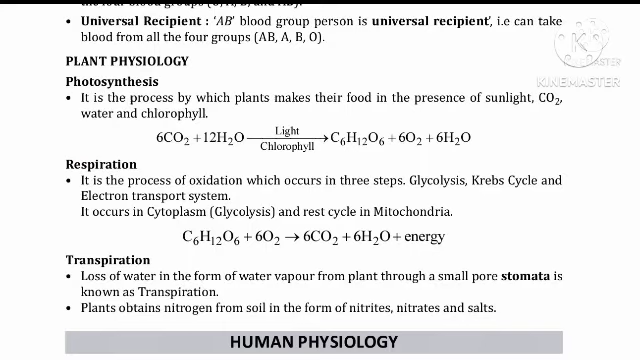 • Universal Recipient : 'AB' blood group person is universal recipient', i.e can take
blood from all the four groups (AB, A, B, O).
PLANT PHYSIOLOGY
Photosynthesis
• It is the process by which plants makes their food in the presence of sunlight, CO₂,
water and chlorophyll.
6CO₂ + 12H₂O —Light/Chlorophyll→ C₆H₁₂O₆ + 6O₂ + 6H₂O
Respiration
• It is the process of oxidation which occurs in three steps. Glycolysis, Krebs Cycle and
Electron transport system.
It occurs in Cytoplasm (Glycolysis) and rest cycle in Mitochondria.
C₆H₁₂O₆ + 6O₂ → 6CO₂ + 6H₂O + energy
Transpiration
• Loss of water in the form of water vapour from plant through a small pore stomata is
known as Transpiration.
• Plants obtains nitrogen from soil in the form of nitrites, nitrates and salts.
HUMAN PHYSIOLOGY
KINEMASTER